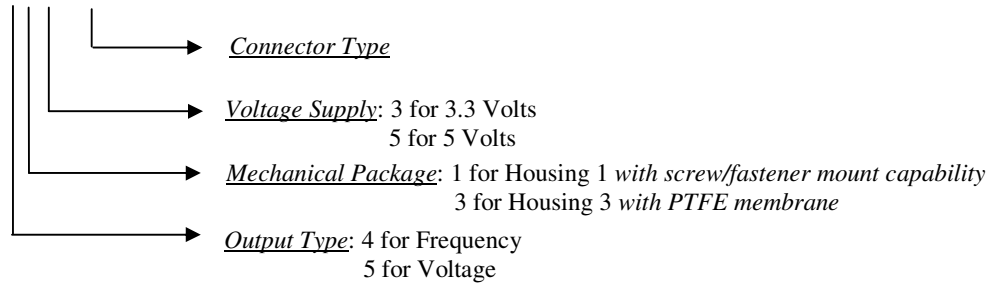 Connector Type
Voltage Supply: 3 for 3.3 Volts
5 for 5 Volts
Mechanical Package: 1 for Housing 1 with screw/fastener mount capability
3 for Housing 3 with PTFE membrane
Output Type: 4 for Frequency
5 for Voltage